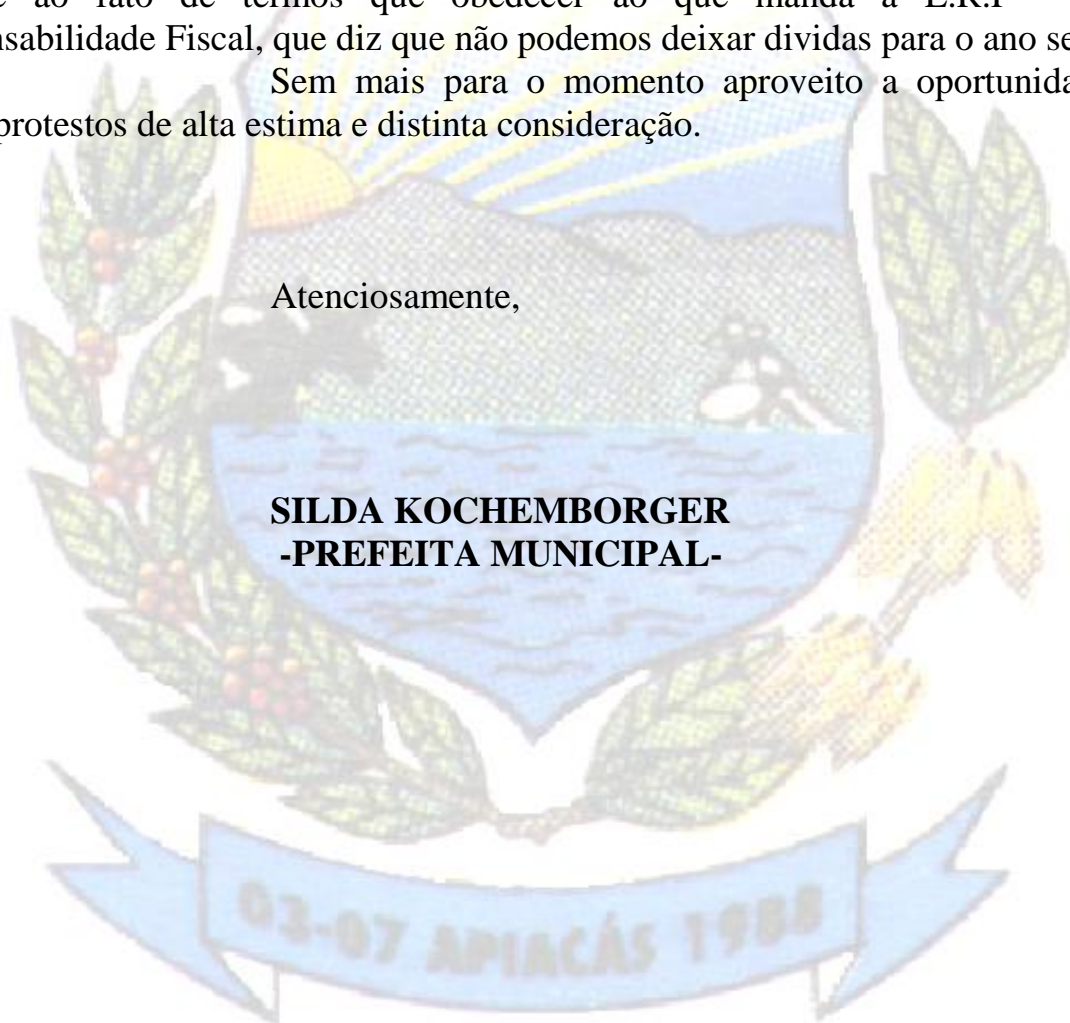 ao fato de termos que obedecer ao que manda a L.R.F
nsabilidade Fiscal, que diz que não podemos deixar dividas para o ano se
Sem mais para o momento aproveito a oportunida
protestos de alta estima e distinta consideração.
Atenciosamente,
SILDA KOCHEMBORGER
-PREFEITA MUNICIPAL-
03-07 APIACÁS 1988